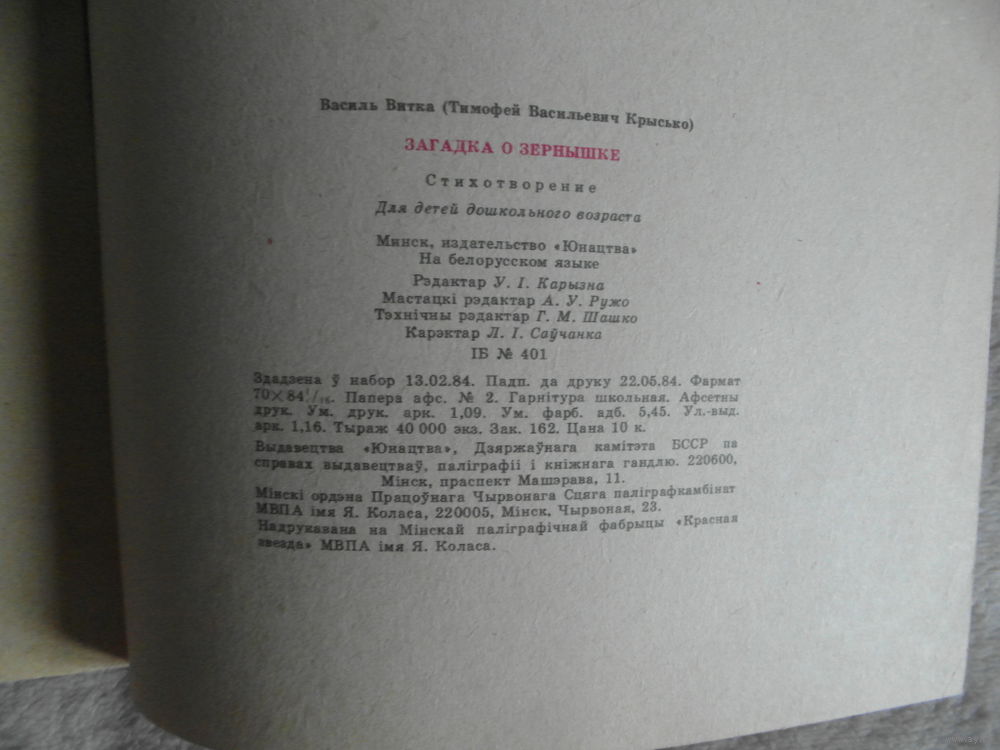 Василь Витка (Тимофей Васильевич Крысько)
ЗАГАДКА О ЗЕРНЫШКЕ
Стихотворение
Для детей дошкольного возраста
Минск, издательство «Юнацтва»
На белорусском языке
Рэдактар У. І. Карызна
Мастацкі рэдактар А. У. Ружо
Тэхнічны рэдактар Г. М. Шашко
Карэктар Л. І. Саўчанка
ІБ № 401
Здадзена ў набор 13.02.84. Падп. да друку 22.05.84. Фармат
70×84¹/₁₆. Папера афс. № 2. Гарнітура школьная. Афсетны
друк. Ум. друк. арк. 1,09. Ум. фарб. адб. 5,45. Ул.-выд.
арк. 1,16. Тыраж 40 000 экз. Зак. 162. Цана 10 к.
Выдавецтва «Юнацтва», Дзяржаўнага камітэта БССР па
справах выдавецтваў, паліграфіі і кніжнага гандлю. 220600,
Мінск, праспект Машэрава, 11.
Мінскі ордэна Працоўнага Чырвонага Сцяга паліграфкамбінат
МВПА імя Я. Коласа, 220005, Мінск, Чырвоная, 23.
Надрукавана на Мінскай паліграфічнай фабрыцы «Красная
звезда» МВПА імя Я. Коласа.